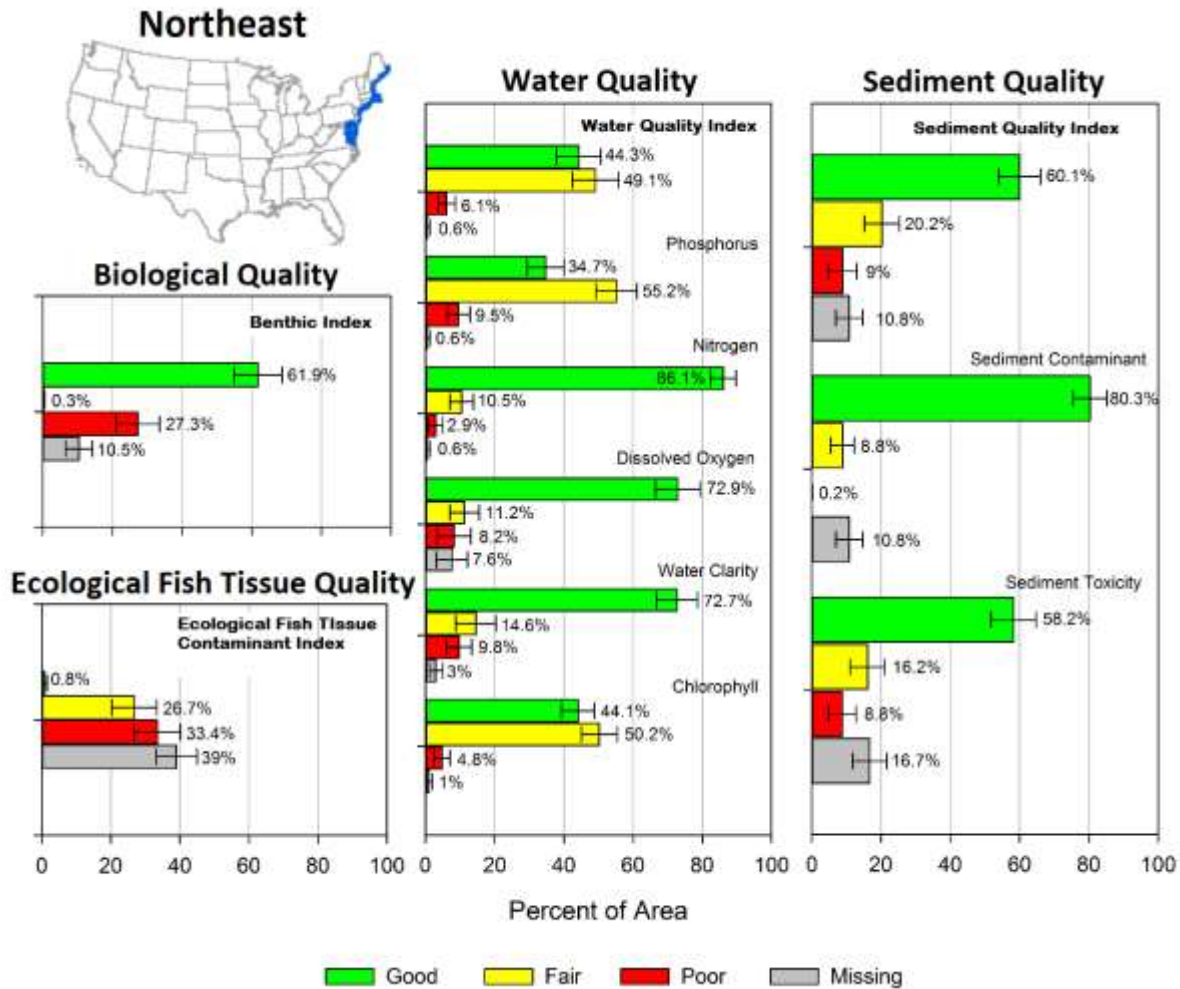 Northeast
Biological Quality
Benthic Index
61.9%
0.3%
27.3%
10.5%
Ecological Fish Tissue Quality
Ecological Fish TIssue
Contaminant Index
0.8%
26.7%
33.4%
39%
0 20 40 60 80 100
Water Quality
Water Quality Index
44.3%
49.1%
6.1%
0.6%
Phosphorus
34.7%
55.2%
9.5%
0.6%
Nitrogen
86.1%
10.5%
2.9%
0.6%
Dissolved Oxygen
72.9%
11.2%
8.2%
7.6%
Water Clarity
72.7%
14.6%
9.8%
3%
Chlorophyll
44.1%
50.2%
4.8%
1%
0 20 40 60 80 100
Sediment Quality
Sediment Quality Index
60.1%
20.2%
9%
10.8%
Sediment Contaminant
80.3%
8.8%
0.2%
10.8%
Sediment Toxicity
58.2%
16.2%
8.8%
16.7%
0 20 40 60 80 100
Percent of Area
Good Fair Poor Missing